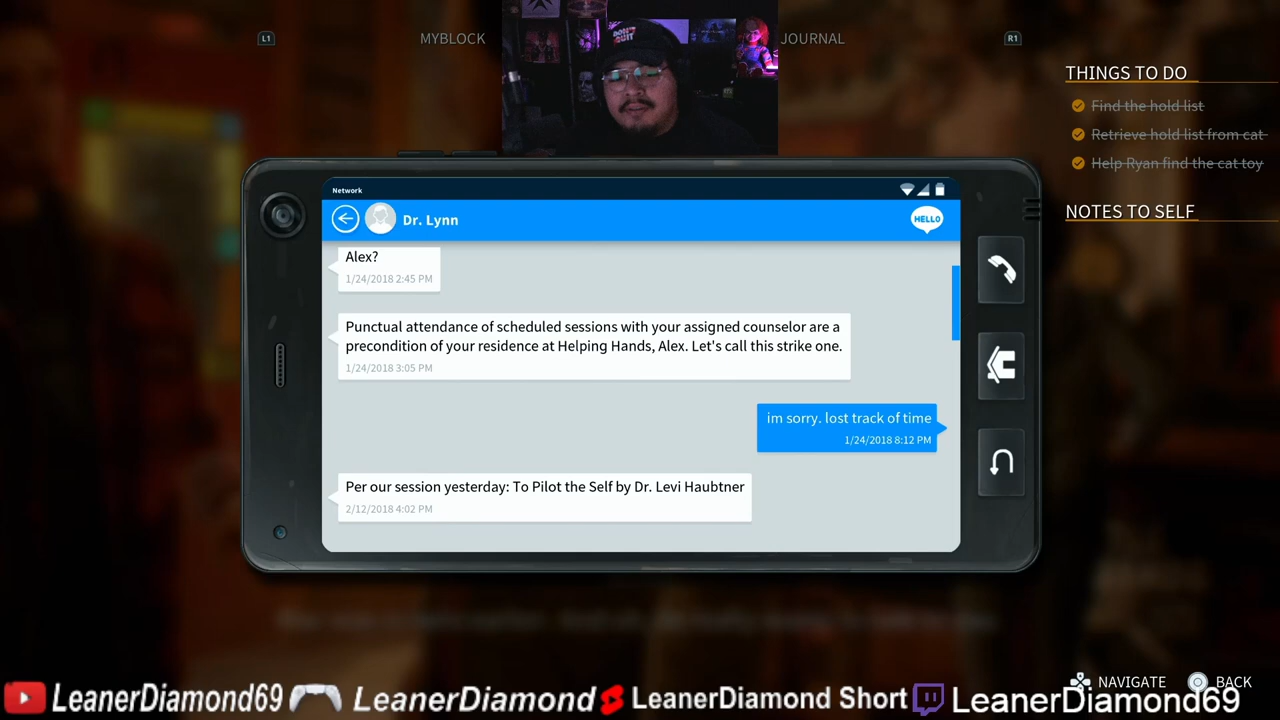 L1
MYBLOCK
JOURNAL
R1
THINGS TO DO
Find the hold list
Retrieve hold list from cat
Help Ryan find the cat toy
NOTES TO SELF
Network
Dr. Lynn
HELLO
Alex?
1/24/2018 2:45 PM
Punctual attendance of scheduled sessions with your assigned counselor are a
precondition of your residence at Helping Hands, Alex. Let's call this strike one.
1/24/2018 3:05 PM
im sorry. lost track of time
1/24/2018 8:12 PM
Per our session yesterday: To Pilot the Self by Dr. Levi Haubtner
2/12/2018 4:02 PM
NAVIGATE
BACK
LeanerDiamond69
LeanerDiamond
LeanerDiamond Short
LeanerDiamond69